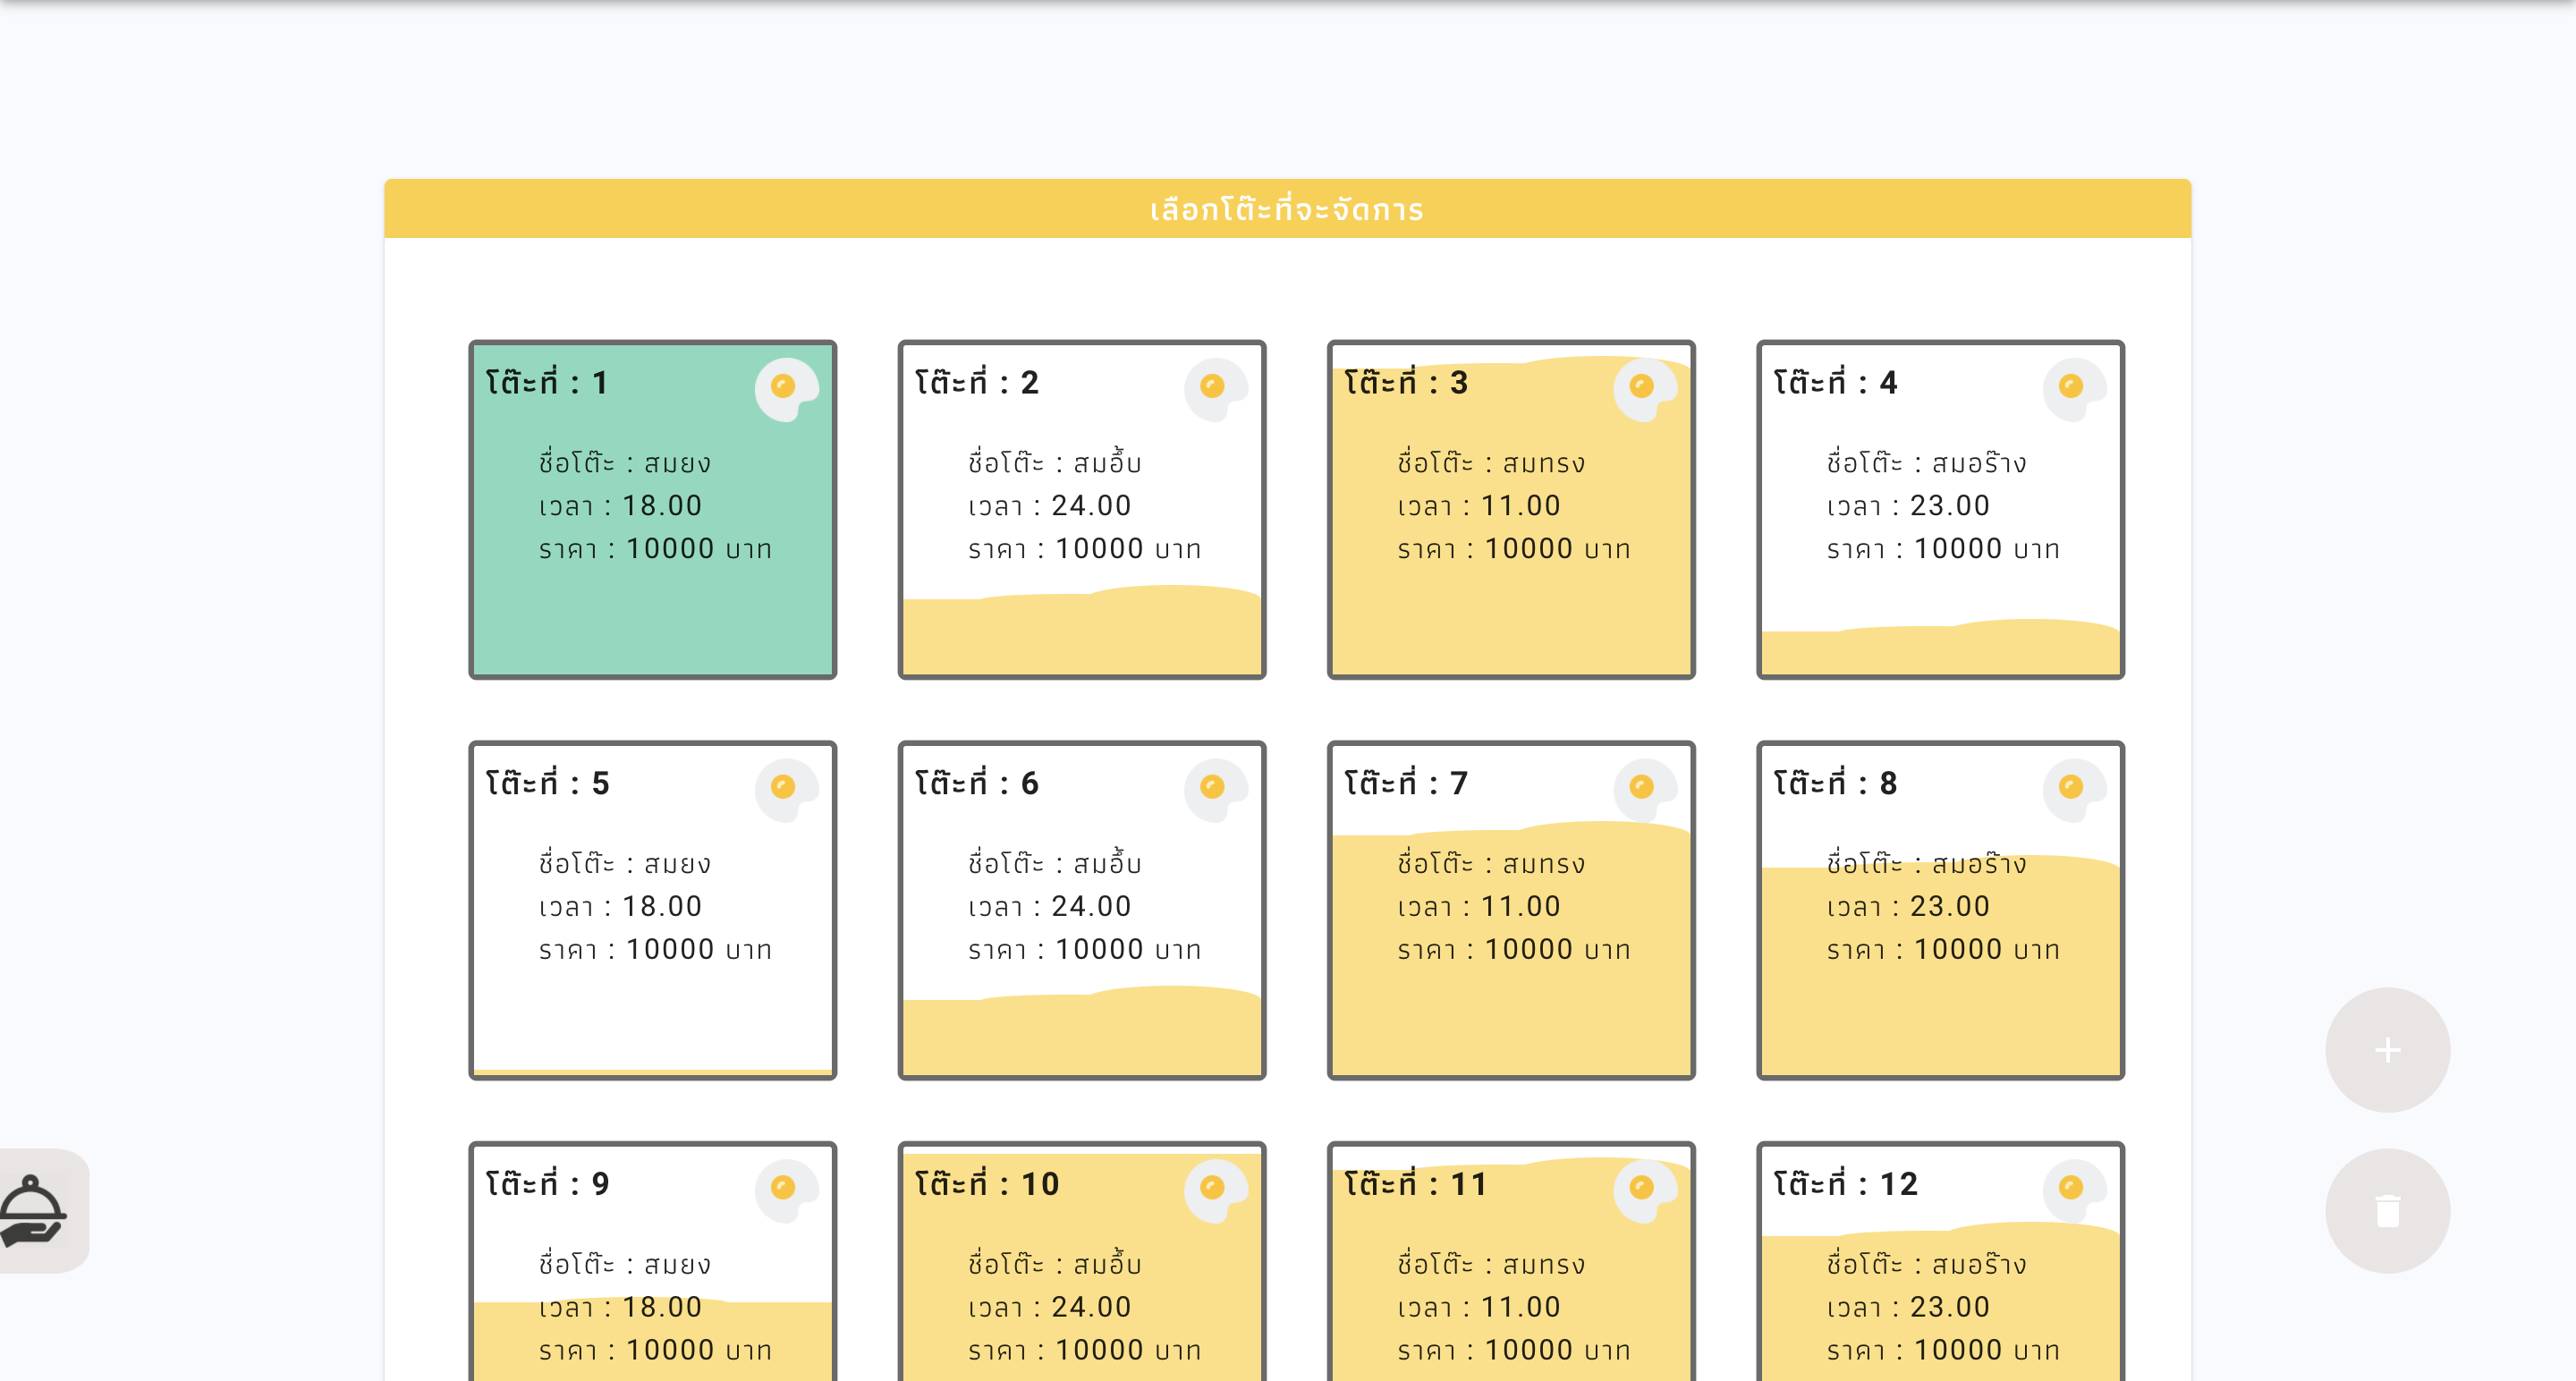 เลือกโต๊ะที่จะจัดการ
โต๊ะที่ : 1
ชื่อโต๊ะ : สมยง
เวลา : 18.00
ราคา : 10000 บาท
โต๊ะที่ : 2
ชื่อโต๊ะ : สมอึ๊บ
เวลา : 24.00
ราคา : 10000 บาท
โต๊ะที่ : 3
ชื่อโต๊ะ : สมทรง
เวลา : 11.00
ราคา : 10000 บาท
โต๊ะที่ : 4
ชื่อโต๊ะ : สมอร๊าง
เวลา : 23.00
ราคา : 10000 บาท
โต๊ะที่ : 5
ชื่อโต๊ะ : สมยง
เวลา : 18.00
ราคา : 10000 บาท
โต๊ะที่ : 6
ชื่อโต๊ะ : สมอึ๊บ
เวลา : 24.00
ราคา : 10000 บาท
โต๊ะที่ : 7
ชื่อโต๊ะ : สมทรง
เวลา : 11.00
ราคา : 10000 บาท
โต๊ะที่ : 8
ชื่อโต๊ะ : สมอร๊าง
เวลา : 23.00
ราคา : 10000 บาท
โต๊ะที่ : 9
ชื่อโต๊ะ : สมยง
เวลา : 18.00
ราคา : 10000 บาท
โต๊ะที่ : 10
ชื่อโต๊ะ : สมอึ๊บ
เวลา : 24.00
ราคา : 10000 บาท
โต๊ะที่ : 11
ชื่อโต๊ะ : สมทรง
เวลา : 11.00
ราคา : 10000 บาท
โต๊ะที่ : 12
ชื่อโต๊ะ : สมอร๊าง
เวลา : 23.00
ราคา : 10000 บาท